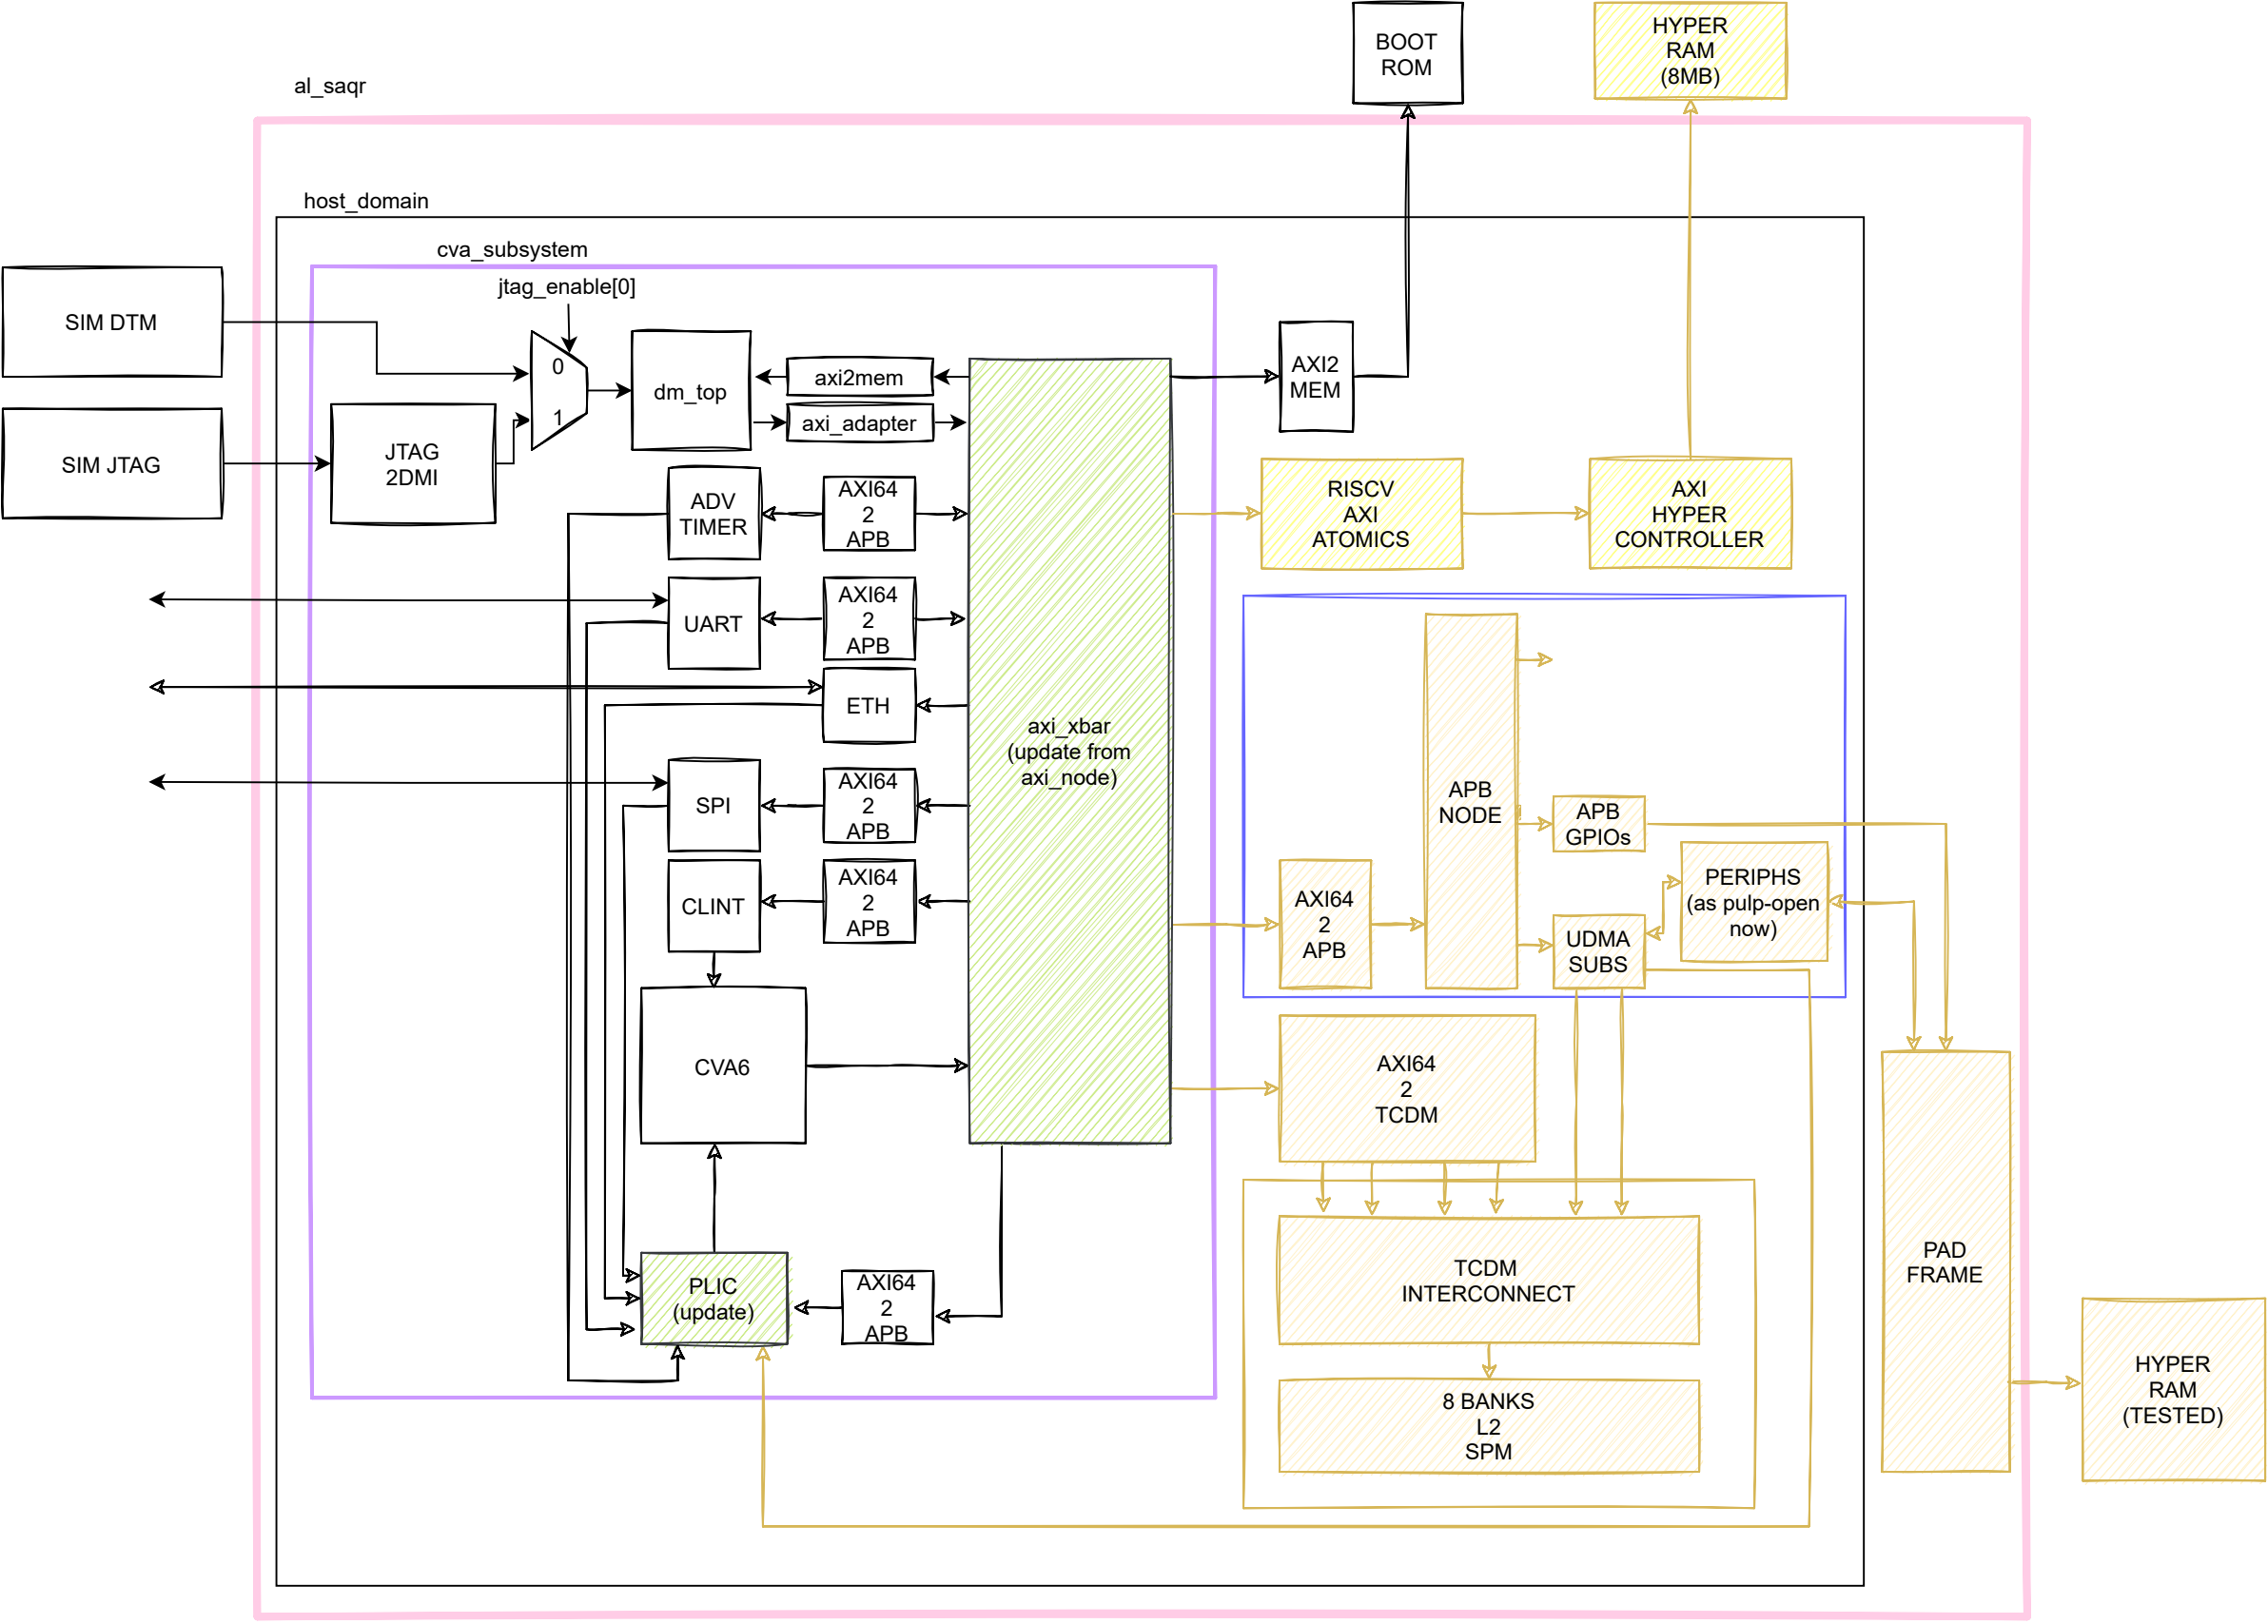 BOOT
ROM
HYPER
RAM
(8MB)
al_saqr
host_domain
cva_subsystem
jtag_enable[0]
SIM DTM
0
1
dm_top
axi2mem
axi_adapter
AXI2
MEM
SIM JTAG
JTAG
2DMI
ADV
TIMER
AXI64
2
APB
RISCV
AXI
ATOMICS
AXI
HYPER
CONTROLLER
UART
AXI64
2
APB
ETH
axi_xbar
(update from
axi_node)
SPI
AXI64
2
APB
APB
NODE
APB
GPIOs
CLINT
AXI64
2
APB
AXI64
2
APB
UDMA
SUBS
PERIPHS
(as pulp-open
now)
CVA6
AXI64
2
TCDM
PLIC
(update)
AXI64
2
APB
TCDM
INTERCONNECT
PAD
FRAME
8 BANKS
L2
SPM
HYPER
RAM
(TESTED)